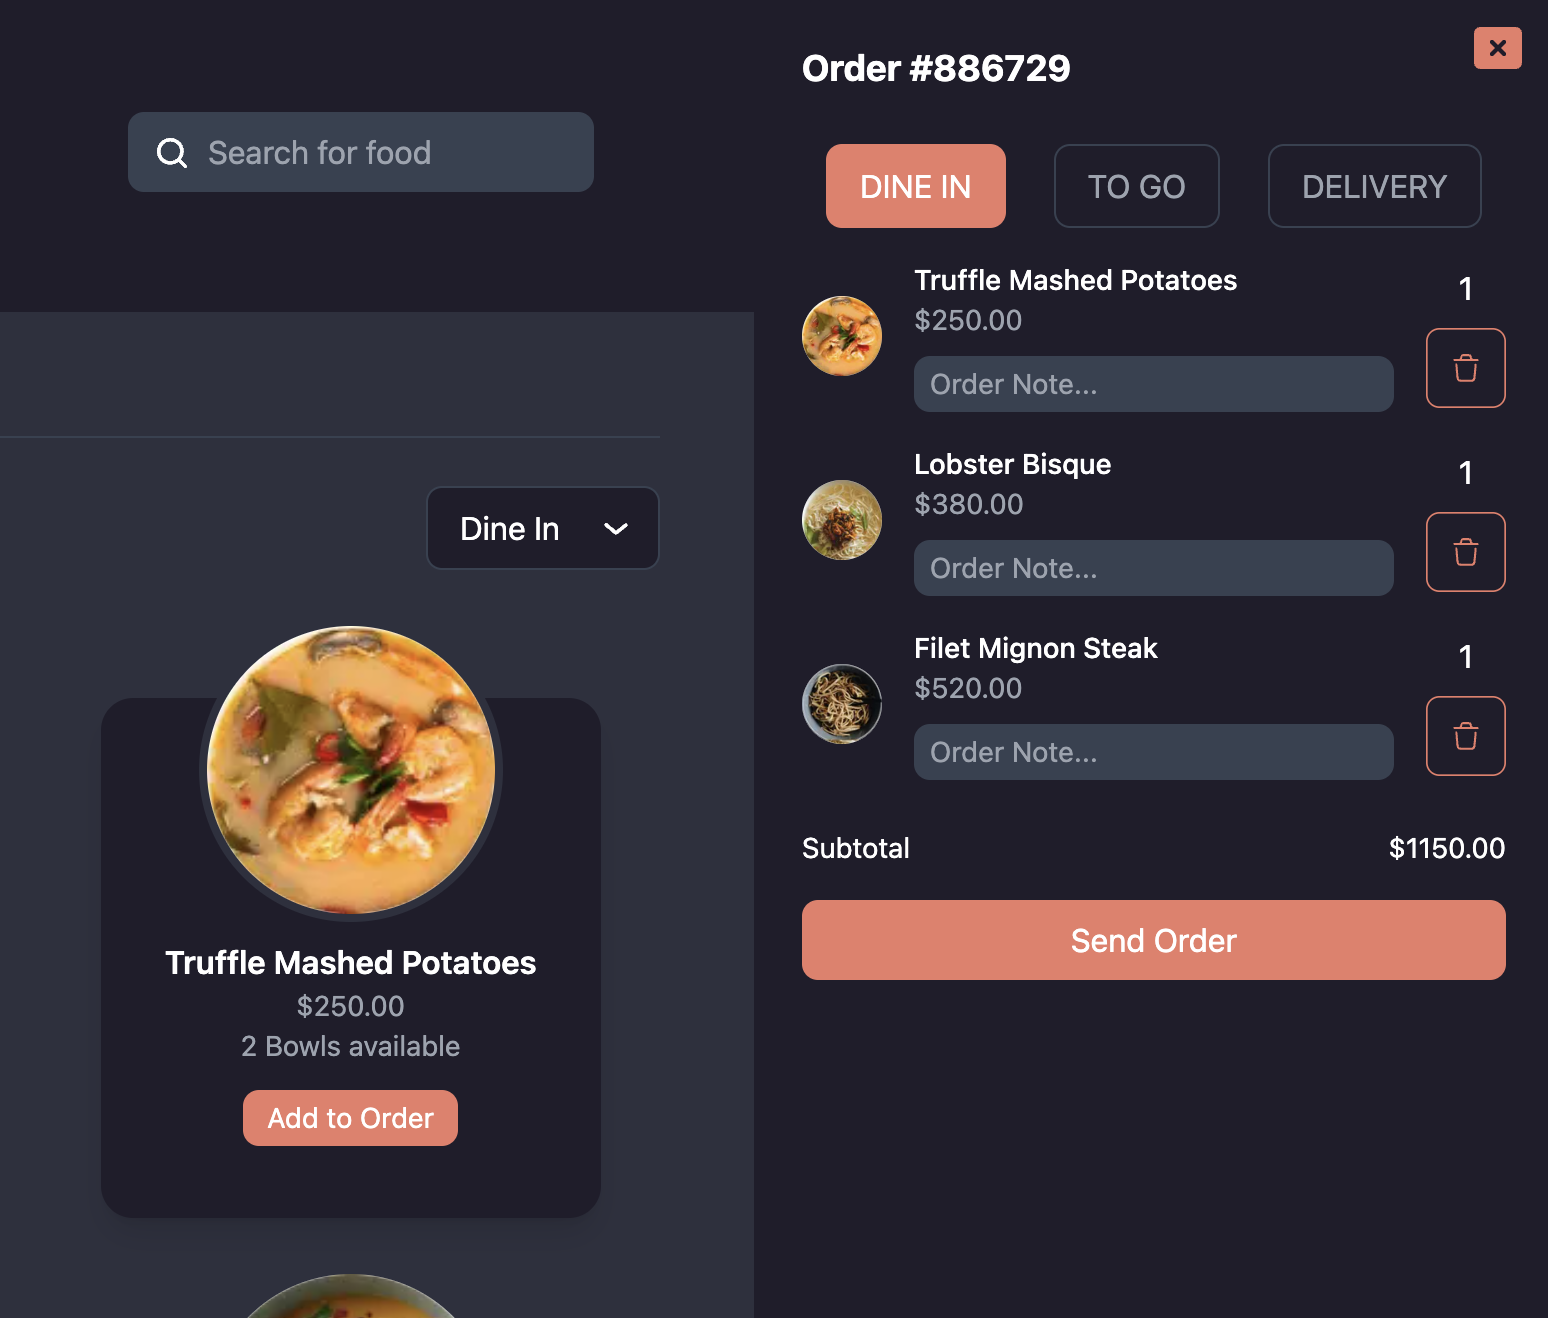 Search for food
Dine In
Truffle Mashed Potatoes
$250.00
2 Bowls available
Add to Order
Order #886729
DINE IN
TO GO
DELIVERY
Truffle Mashed Potatoes
1
$250.00
Order Note...
Lobster Bisque
1
$380.00
Order Note...
Filet Mignon Steak
1
$520.00
Order Note...
Subtotal
$1150.00
Send Order